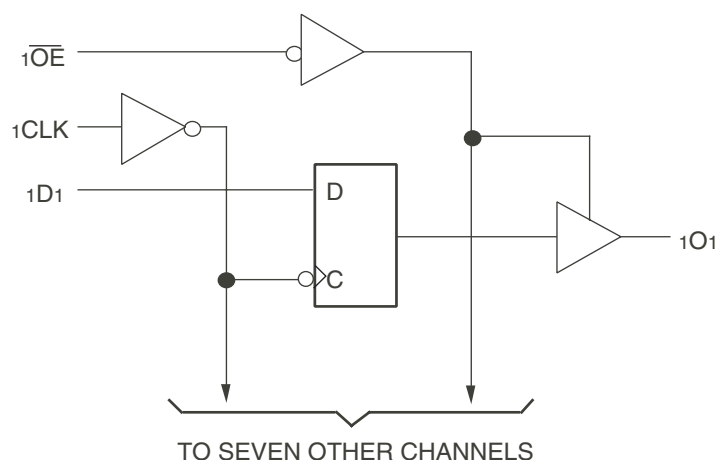 1OE
1CLK
1D1
D
C
1O1
TO SEVEN OTHER CHANNELS